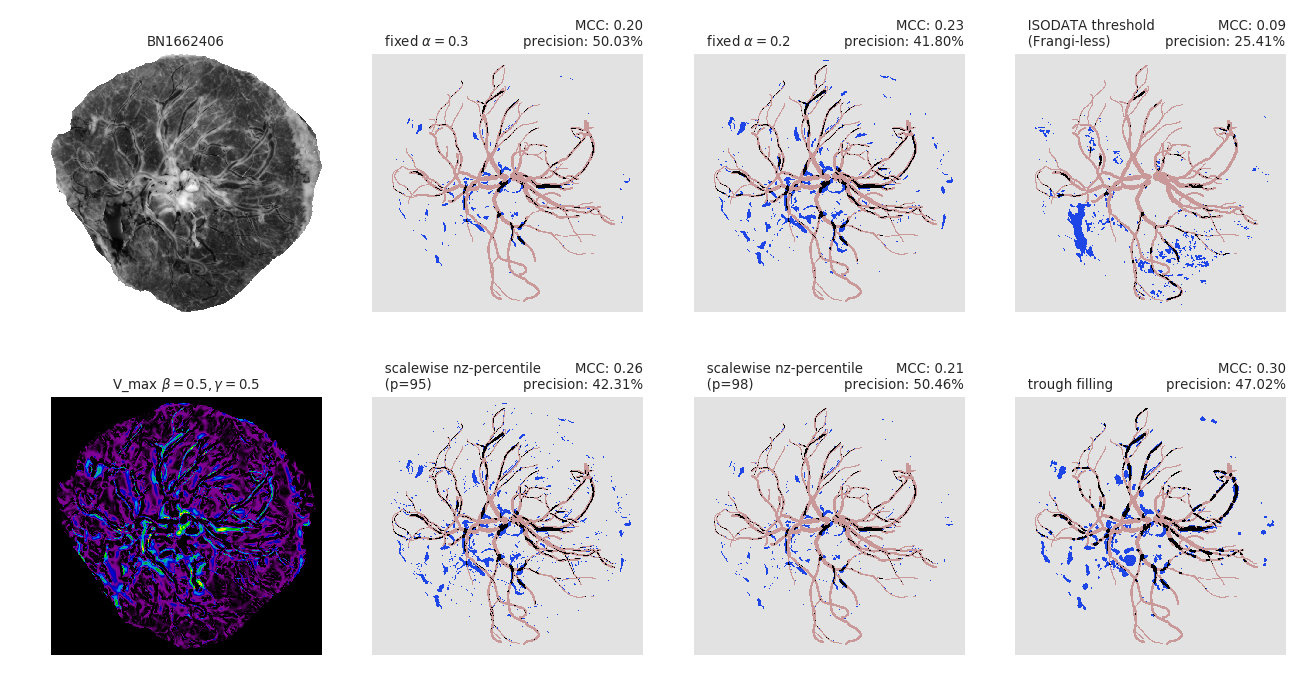 BN1662406
fixed α = 0.3
MCC: 0.20
precision: 50.03%
fixed α = 0.2
MCC: 0.23
precision: 41.80%
ISODATA threshold
(Frangi-less)
MCC: 0.09
precision: 25.41%
V_max β = 0.5, γ = 0.5
scalewise nz-percentile
(p=95)
MCC: 0.26
precision: 42.31%
scalewise nz-percentile
(p=98)
MCC: 0.21
precision: 50.46%
trough filling
MCC: 0.30
precision: 47.02%